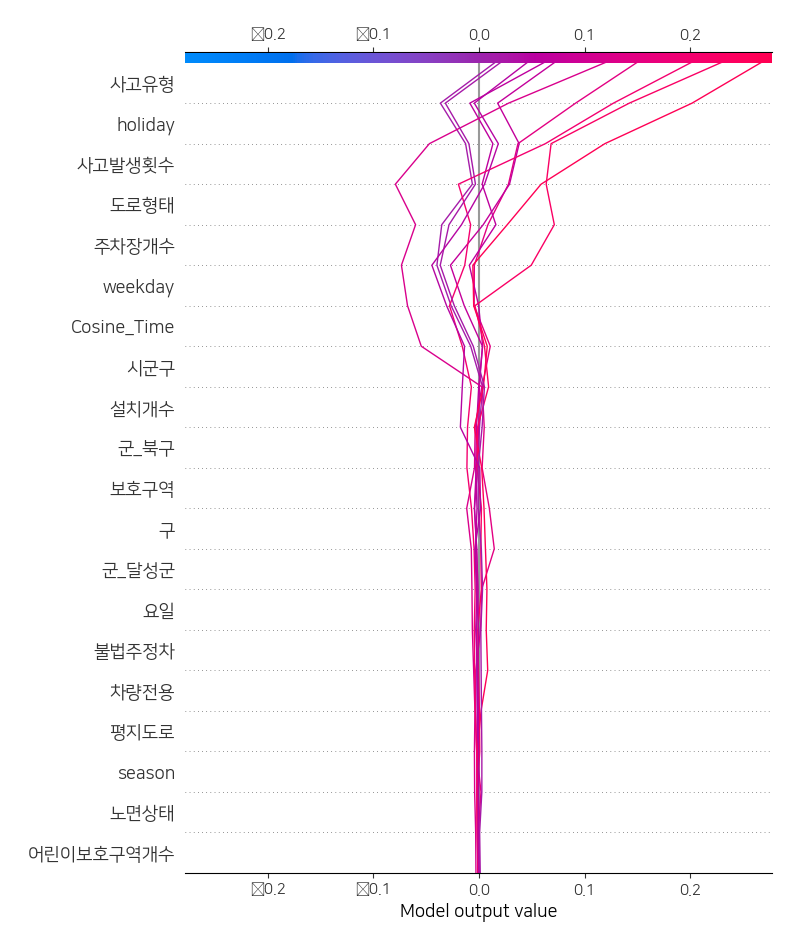 ▯0.2 ▯0.1 0.0 0.1 0.2
사고유형
holiday
사고발생횟수
도로형태
주차장개수
weekday
Cosine_Time
시군구
설치개수
군_북구
보호구역
구
군_달성군
요일
불법주정차
차량전용
평지도로
season
노면상태
어린이보호구역개수
▯0.2 ▯0.1 0.0 0.1 0.2
Model output value